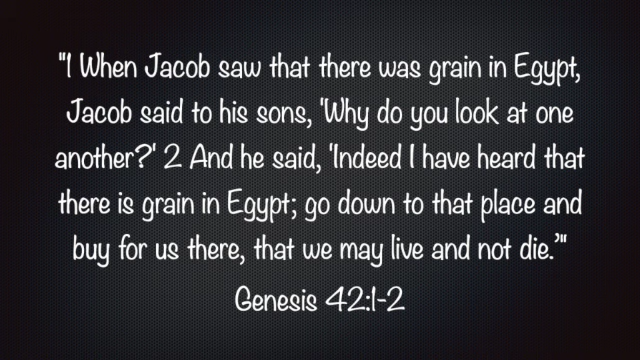 "1 When Jacob saw that there was grain in Egypt,
Jacob said to his sons, 'Why do you look at one
another?' 2 And he said, 'Indeed I have heard that
there is grain in Egypt; go down to that place and
buy for us there, that we may live and not die.'"
Genesis 42:1-2